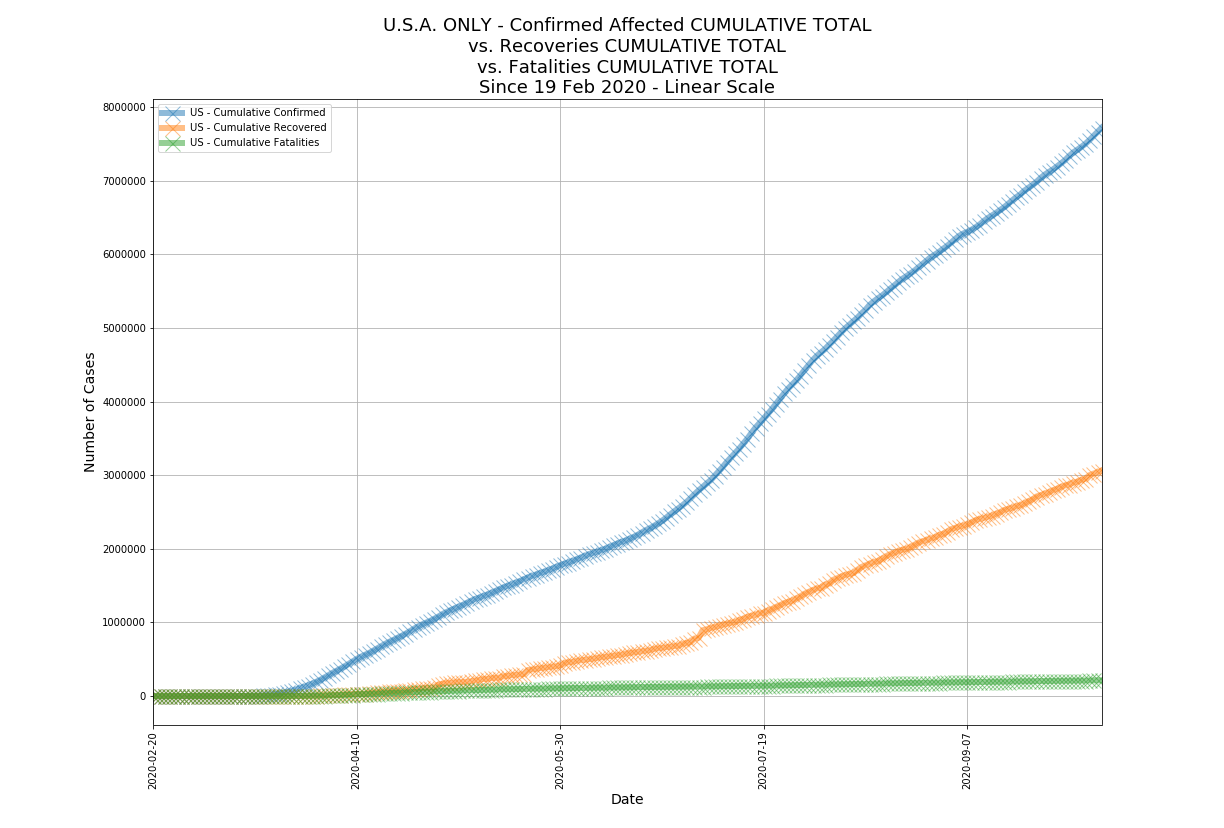 U.S.A. ONLY - Confirmed Affected CUMULATIVE TOTAL
vs. Recoveries CUMULATIVE TOTAL
vs. Fatalities CUMULATIVE TOTAL
Since 19 Feb 2020 - Linear Scale
US - Cumulative Confirmed
US - Cumulative Recovered
US - Cumulative Fatalities
8000000
7000000
6000000
5000000
4000000
3000000
2000000
1000000
0
Number of Cases
2020-02-20
2020-04-10
2020-05-30
2020-07-19
2020-09-07
Date